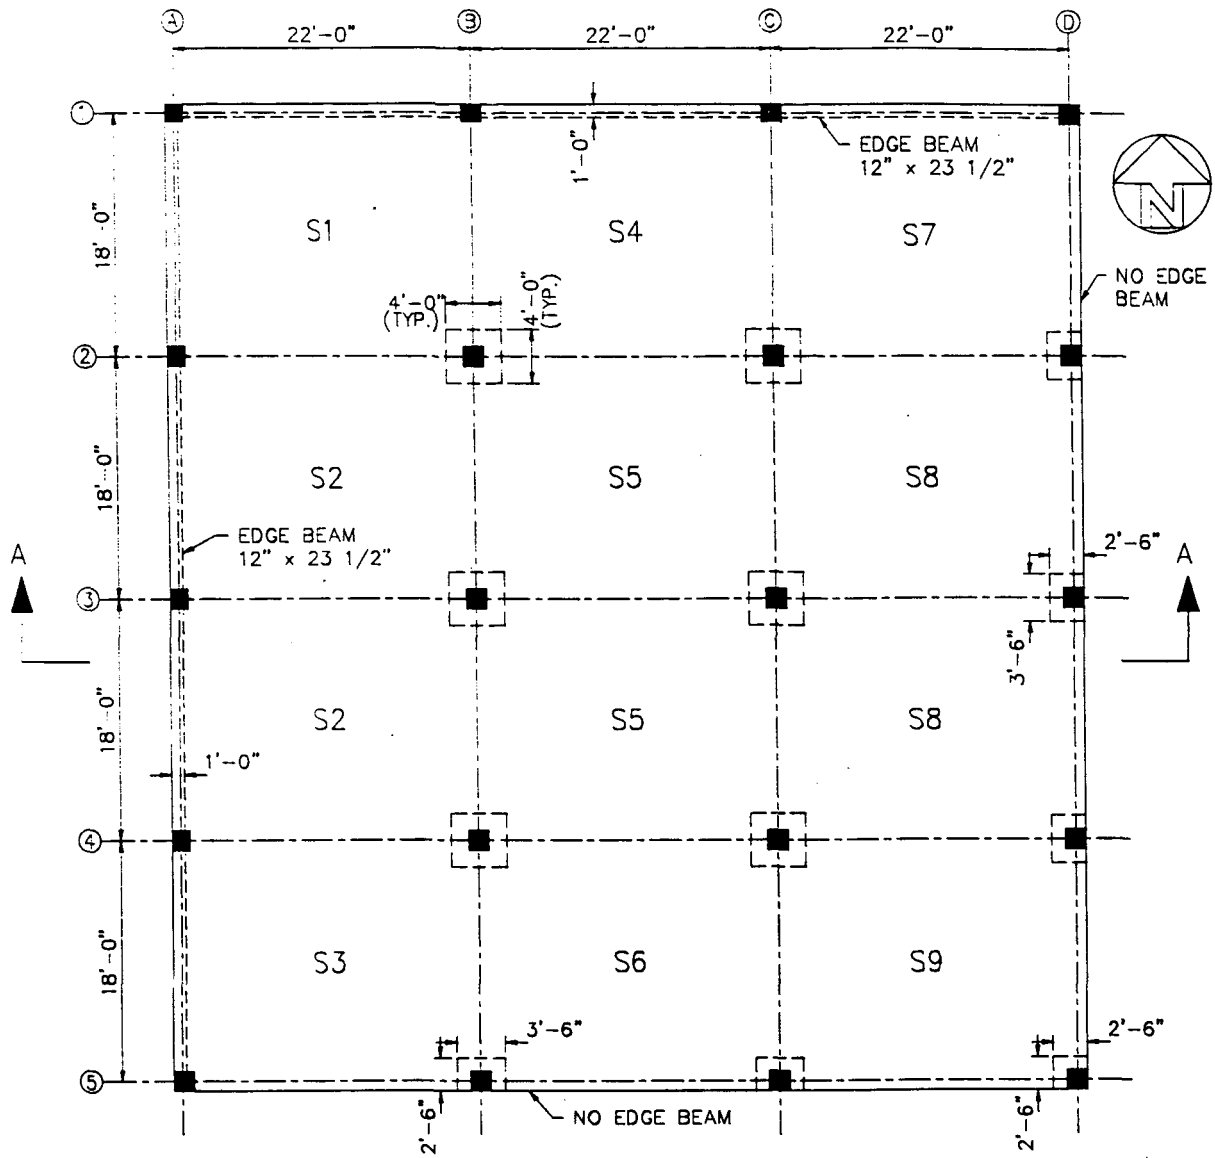 A B C D
22'-0" 22'-0" 22'-0"
1
EDGE BEAM
12" x 23 1/2"
1'-0"
N
18'-0"
S1 S4 S7
NO EDGE
BEAM
4'-0"
(TYP.)
4'-0"
(TYP.)
2
18'-0"
S2 S5 S8
EDGE BEAM
12" x 23 1/2"
2'-6"
A A
3
3'-6"
18'-0"
S2 S5 S8
1'-0"
4
18'-0"
S3 S6 S9
3'-6"
2'-6"
5
2'-6"
NO EDGE BEAM
2'-6"